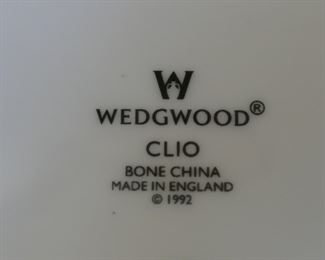 W
WEDGWOOD®
CLIO
BONE CHINA
MADE IN ENGLAND
© 1992